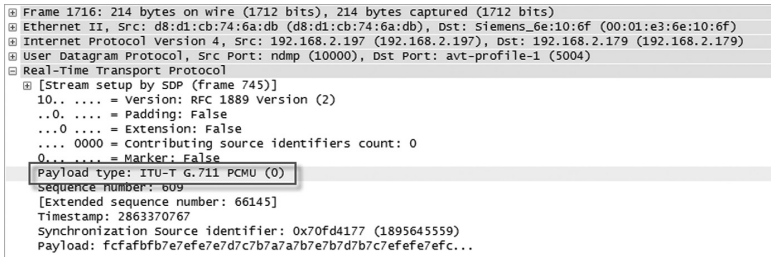 Frame 1716: 214 bytes on wire (1712 bits), 214 bytes captured (1712 bits)
Ethernet II, Src: d8:d1:cb:74:6a:db (d8:d1:cb:74:6a:db), Dst: Siemens_6e:10:6f (00:01:e3:6e:10:6f)
Internet Protocol Version 4, Src: 192.168.2.197 (192.168.2.197), Dst: 192.168.2.179 (192.168.2.179)
User Datagram Protocol, Src Port: ndmp (10000), Dst Port: avt-profile-1 (5004)
Real-Time Transport Protocol
[Stream setup by SDP (frame 745)]
10.. .... = Version: RFC 1889 Version (2)
..0. .... = Padding: False
...0 .... = Extension: False
.... 0000 = Contributing source identifiers count: 0
0... .... = Marker: False
Payload type: ITU-T G.711 PCMU (0)
Sequence number: 609
[Extended sequence number: 66145]
Timestamp: 2863370767
Synchronization Source identifier: 0x70fd4177 (1895645559)
Payload: fcfafbfb7e7efe7e7d7c7b7a7a7b7e7b7d7b7c7efefe7efc...